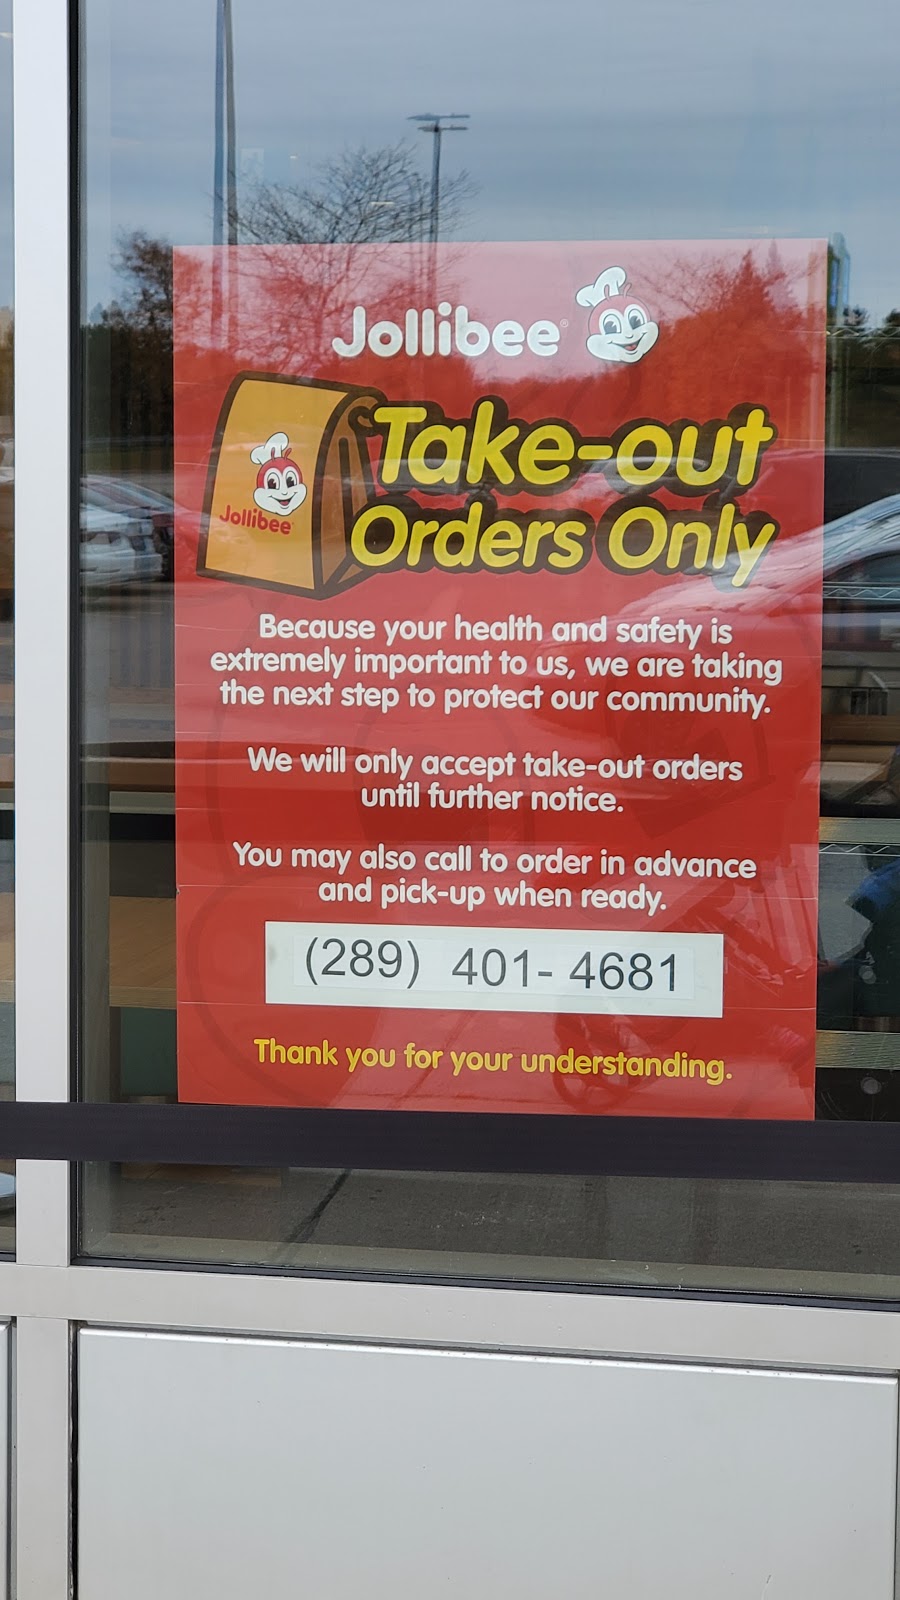 Jollibee®
Jollibee
Take-out
Orders Only
Because your health and safety is
extremely important to us, we are taking
the next step to protect our community.
We will only accept take-out orders
until further notice.
You may also call to order in advance
and pick-up when ready.
(289) 401-4681
Thank you for your understanding.